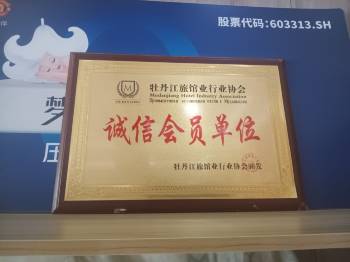 股票代码:603313.SH
梦
压
牡丹江旅馆业行业协会
Mudanjiang Hotel Industry Association
诚信会员单位
牡丹江旅馆业行业协会颁发